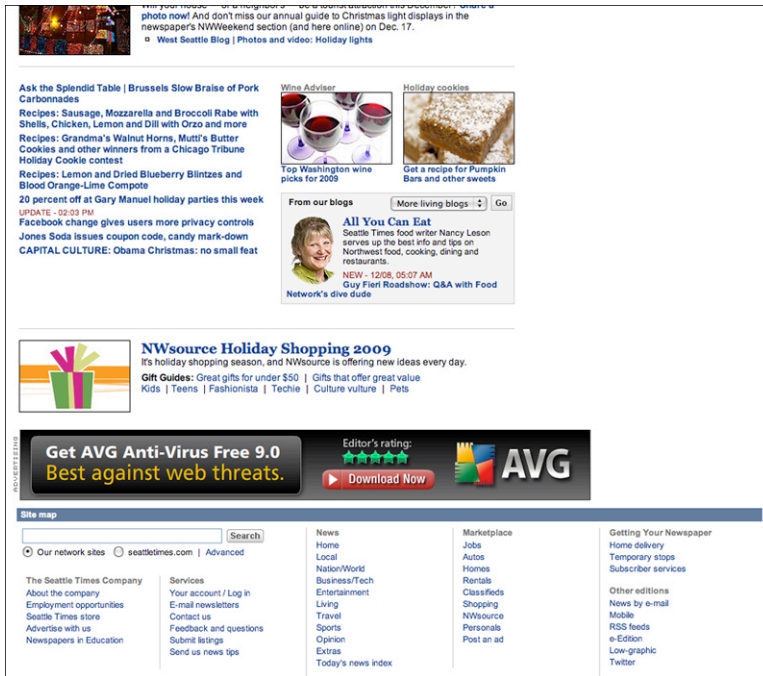 Will your house — or a neighbor's — be a tourist attraction this December? Share a
photo now! And don't miss our annual guide to Christmas light displays in the
newspaper's NWWeekend section (and here online) on Dec. 17.
West Seattle Blog | Photos and video: Holiday lights
Ask the Splendid Table | Brussels Slow Braise of Pork
Carbonnades
Recipes: Sausage, Mozzarella and Broccoli Rabe with
Shells, Chicken, Lemon and Dill with Orzo and more
Recipes: Grandma's Walnut Horns, Mutti's Butter
Cookies and other winners from a Chicago Tribune
Holiday Cookie contest
Recipes: Lemon and Dried Blueberry Blintzes and
Blood Orange-Lime Compote
20 percent off at Gary Manuel holiday parties this week
UPDATE - 02:03 PM
Facebook change gives users more privacy controls
Jones Soda issues coupon code, candy mark-down
CAPITAL CULTURE: Obama Christmas: no small feat
Wine Adviser
Top Washington wine
picks for 2009
Holiday cookies
Get a recipe for Pumpkin
Bars and other sweets
From our blogs
More living blogs
Go
All You Can Eat
Seattle Times food writer Nancy Leson
serves up the best info and tips on
Northwest food, cooking, dining and
restaurants.
NEW - 12/08, 05:07 AM
Guy Fieri Roadshow: Q&A with Food
Network's dive dude
NWsource Holiday Shopping 2009
It's holiday shopping season, and NWsource is offering new ideas every day.
Gift Guides: Great gifts for under $50 | Gifts that offer great value
Kids | Teens | Fashionista | Techie | Culture vulture | Pets
ADVERTISING
Get AVG Anti-Virus Free 9.0
Best against web threats.
Editor's rating:
Download Now
AVG
Site map
Search
Our network sites
seattletimes.com | Advanced
The Seattle Times Company
About the company
Employment opportunities
Seattle Times store
Advertise with us
Newspapers in Education
Services
Your account / Log in
E-mail newsletters
Contact us
Feedback and questions
Submit listings
Send us news tips
News
Home
Local
Nation/World
Business/Tech
Entertainment
Living
Travel
Sports
Opinion
Extras
Today's news index
Marketplace
Jobs
Autos
Homes
Rentals
Classifieds
Shopping
NWsource
Personals
Post an ad
Getting Your Newspaper
Home delivery
Temporary stops
Subscriber services
Other editions
News by e-mail
Mobile
RSS feeds
e-Edition
Low-graphic
Twitter